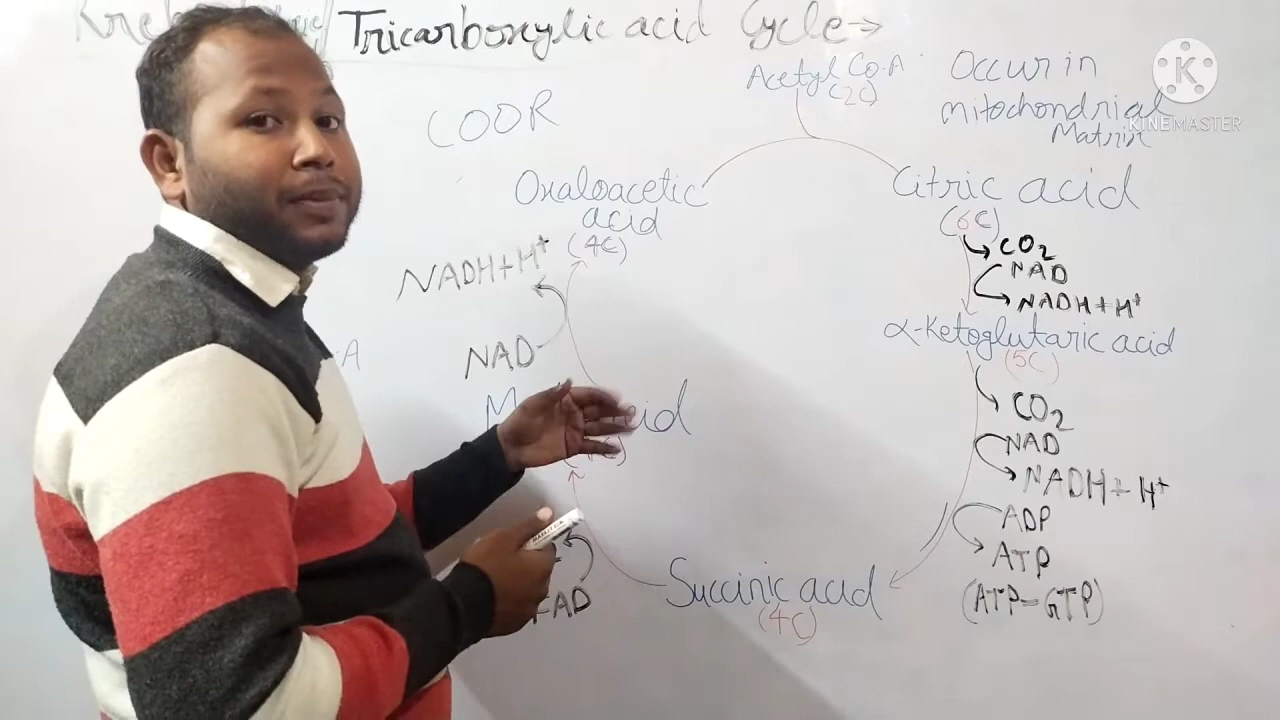 Tricarboxylic acid Cycle →
Acetyl Co-A
(2C)
Occur in
mitochondrial
Matrix
KINEMASTER
COOR
Oxaloacetic
acid
(4C)
Citric acid
(6C)
CO2
NAD
NADH+H+
NADH+H+
NAD
α-Ketoglutaric acid
(5C)
CO2
NAD
NADH+H+
ADP
ATP
(ATP=GTP)
Succinic acid
(4C)